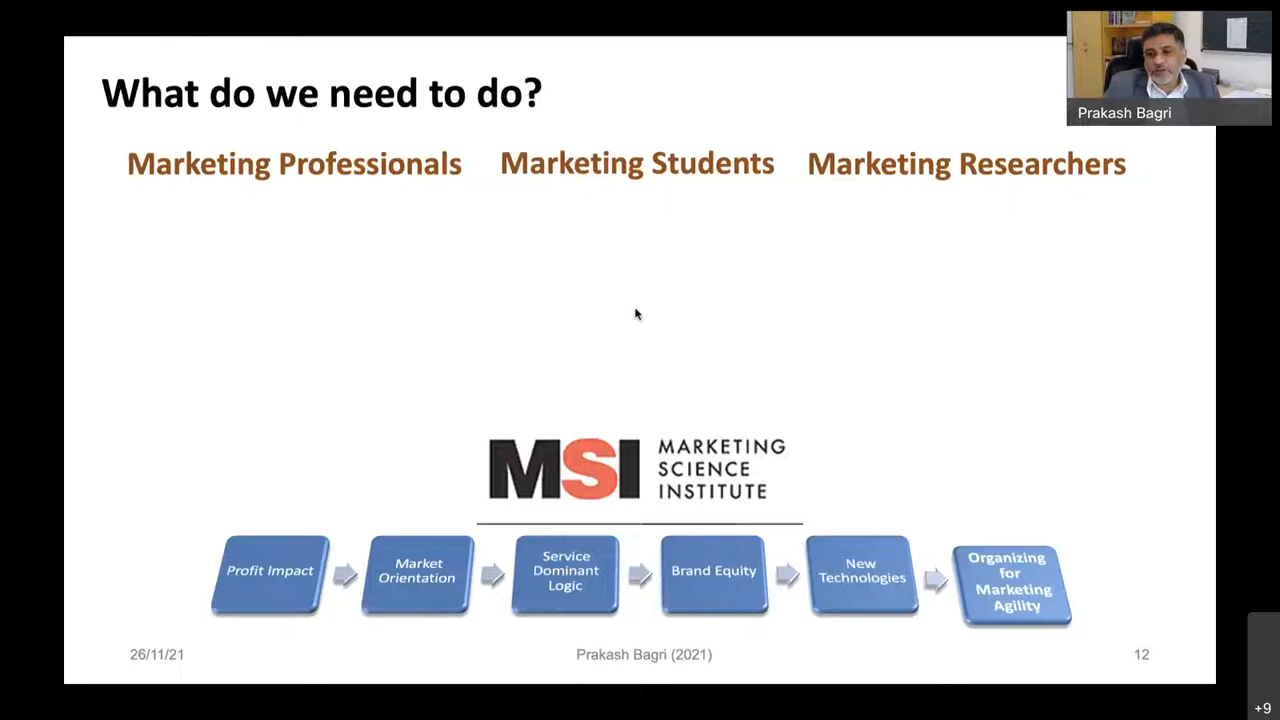 What do we need to do?
Prakash Bagri
Marketing Professionals
Marketing Students
Marketing Researchers
MSI
MARKETING
SCIENCE
INSTITUTE
Profit Impact
Market
Orientation
Service
Dominant
Logic
Brand Equity
New
Technologies
Organizing
for
Marketing
Agility
26/11/21
Prakash Bagri (2021)
12
+9